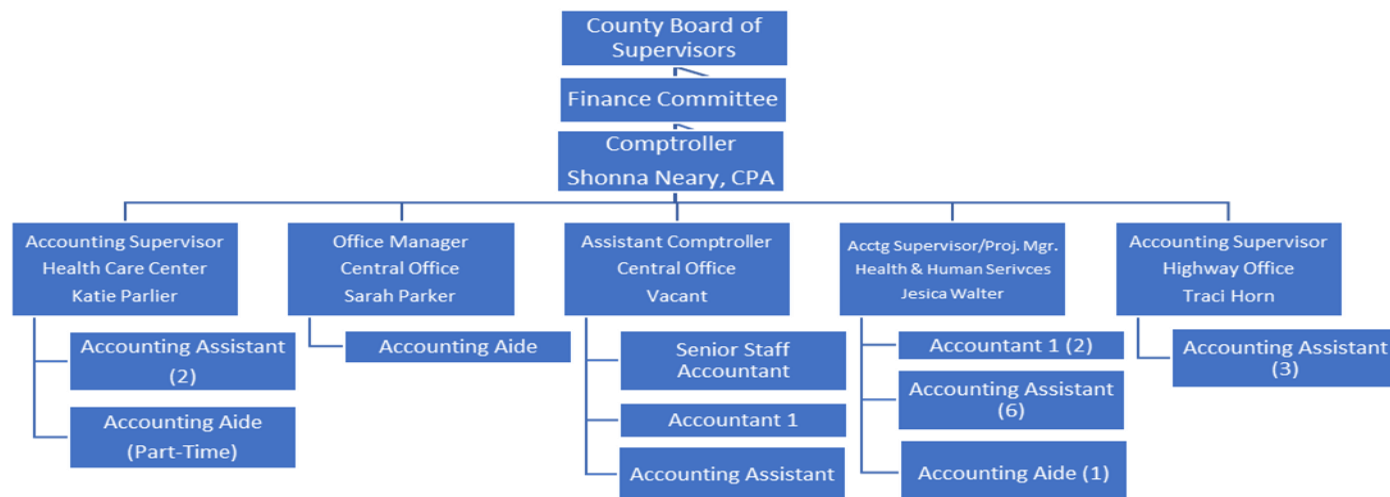 County Board of
Supervisors
Finance Committee
Comptroller
Shonna Neary, CPA
Accounting Supervisor
Health Care Center
Katie Parlier
Accounting Assistant
(2)
Accounting Aide
(Part-Time)
Office Manager
Central Office
Sarah Parker
Accounting Aide
Assistant Comptroller
Central Office
Vacant
Senior Staff
Accountant
Accountant 1
Accounting Assistant
Acctg Supervisor/Proj. Mgr.
Health & Human Serivces
Jesica Walter
Accountant 1 (2)
Accounting Assistant
(6)
Accounting Aide (1)
Accounting Supervisor
Highway Office
Traci Horn
Accounting Assistant
(3)